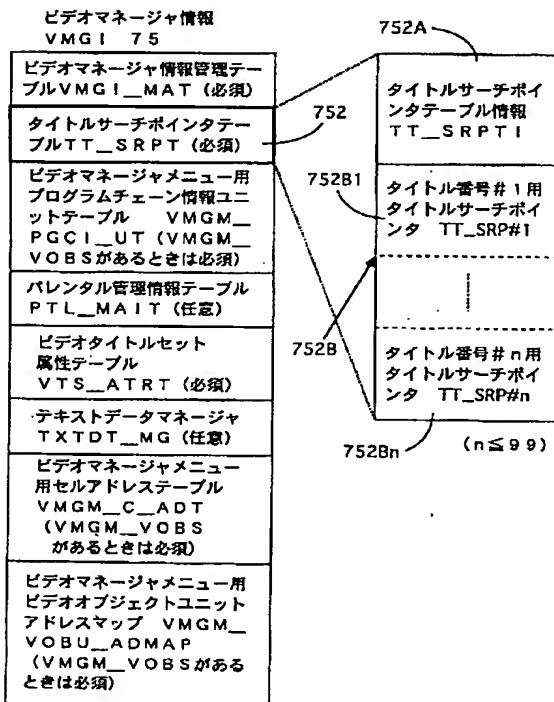 ビデオマネージャ情報
VMGI 75
ビデオマネージャ情報管理テー
ブルVMGI__MAT(必須)
タイトルサーチポインタテー
ブルTT__SRPT(必須)
ビデオマネージャメニュー用
プログラムチェーン情報ユニ
ットテーブル VMGM__
PGCI__UT(VMGM__
VOBSがあるときは必須)
パレンタル管理情報テーブル
PTL__MAIT(任意)
ビデオタイトルセット
属性テーブル
VTS__ATRT(必須)
テキストデータマネージャ
TXTDT__MG(任意)
ビデオマネージャメニュー
用セルアドレステーブル
VMGM__C__ADT
(VMGM__VOBS
があるときは必須)
ビデオマネージャメニュー用
ビデオオブジェクトユニット
アドレスマップ VMGM__
VOBU__ADMAP
(VMGM__VOBSがある
ときは必須)
752
752A
タイトルサーチポ
インタテーブル情報
TT__SRPTI
752B1
タイトル番号#1用
タイトルサーチポイ
ンタ TT_SRP#1
752B
タイトル番号#n用
タイトルサーチポイ
ンタ TT_SRP#n
752Bn
(n≦99)